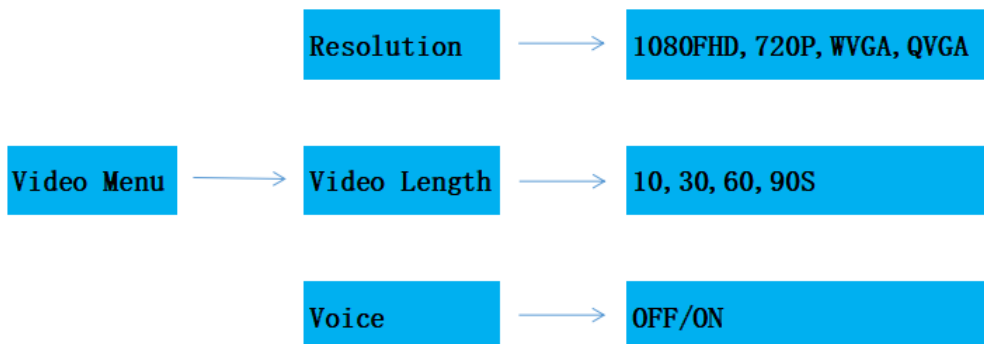 Resolution
1080FHD,720P,WVGA,QVGA
Video Menu
Video Length
10,30,60,90S
Voice
OFF/ON